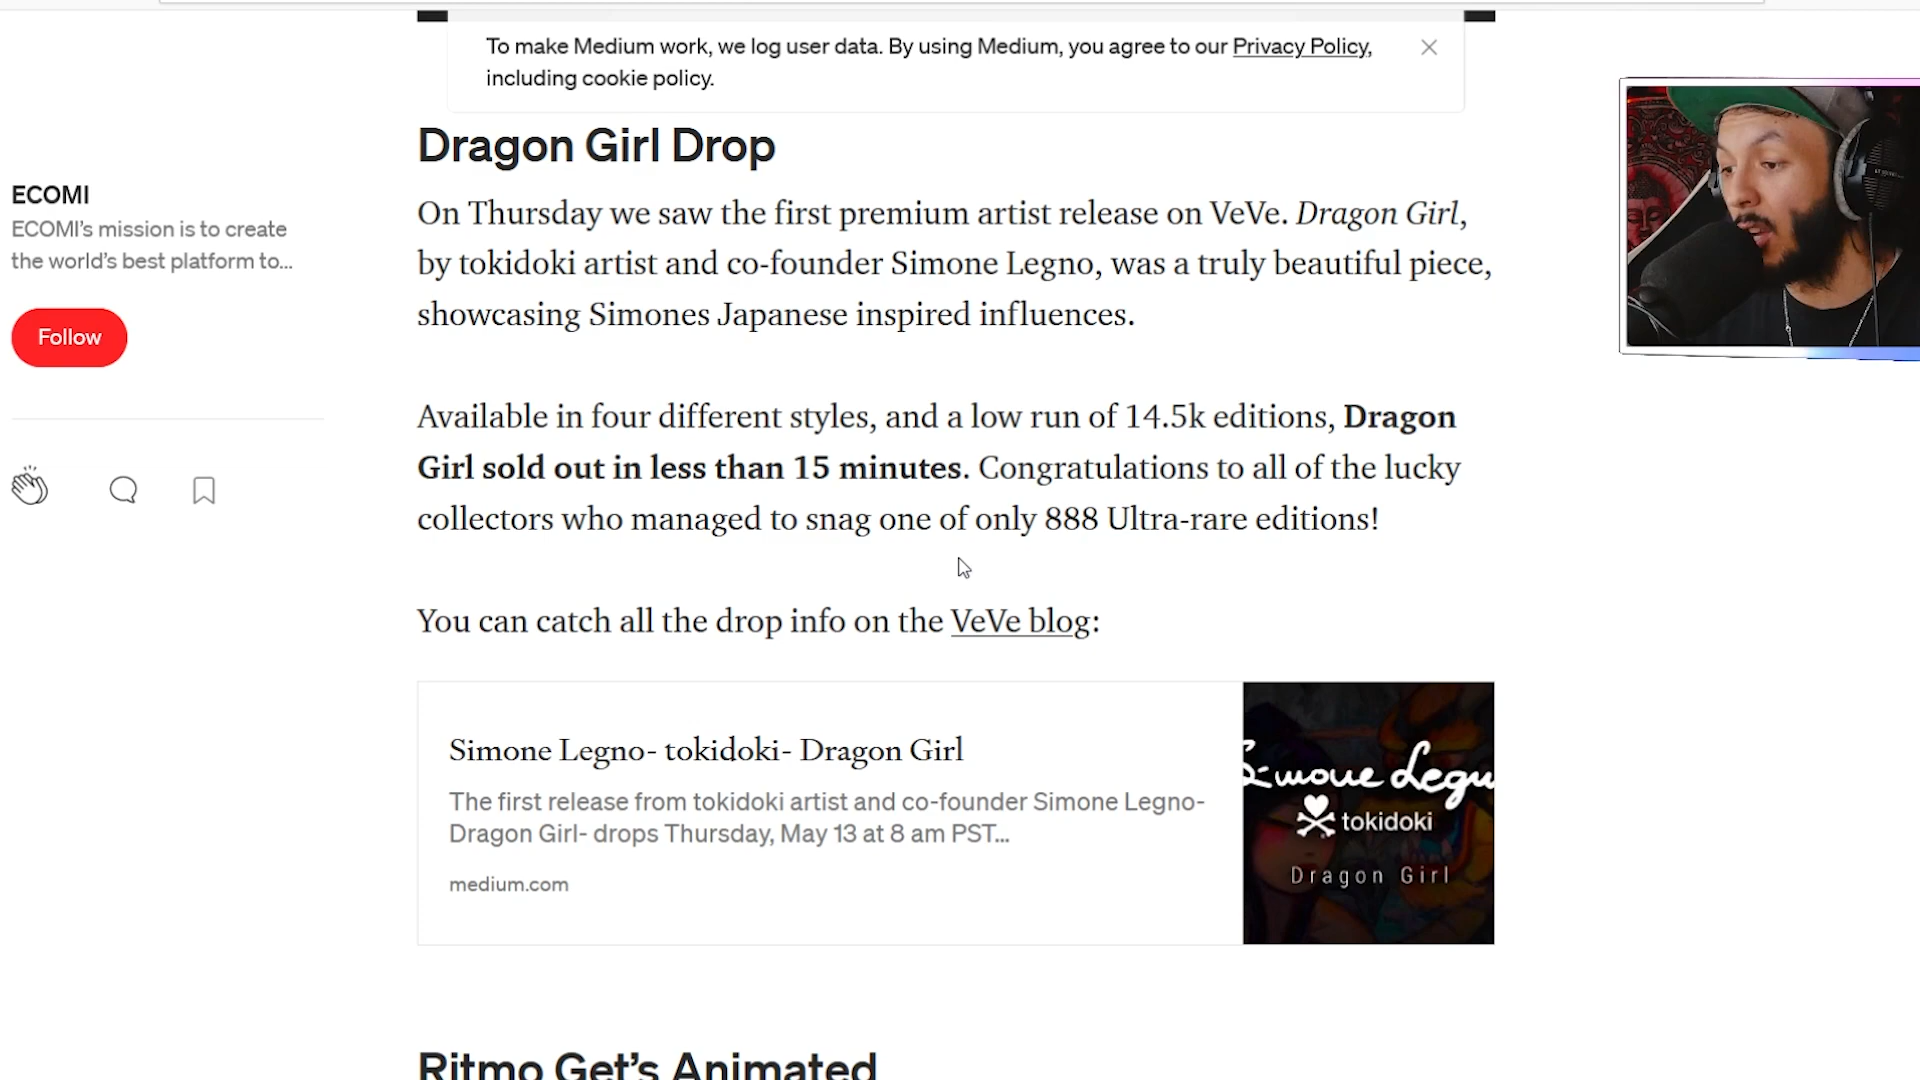 To make Medium work, we log user data. By using Medium, you agree to our Privacy Policy,
including cookie policy.
Dragon Girl Drop
ECOMI
ECOMI's mission is to create
the world's best platform to...
Follow
On Thursday we saw the first premium artist release on VeVe. Dragon Girl,
by tokidoki artist and co-founder Simone Legno, was a truly beautiful piece,
showcasing Simones Japanese inspired influences.
Available in four different styles, and a low run of 14.5k editions, Dragon
Girl sold out in less than 15 minutes. Congratulations to all of the lucky
collectors who managed to snag one of only 888 Ultra-rare editions!
You can catch all the drop info on the VeVe blog:
Simone Legno- tokidoki- Dragon Girl
The first release from tokidoki artist and co-founder Simone Legno-
Dragon Girl- drops Thursday, May 13 at 8 am PST...
medium.com
Simone Legn
tokidoki
Dragon Girl
Ritmo Get's Animated